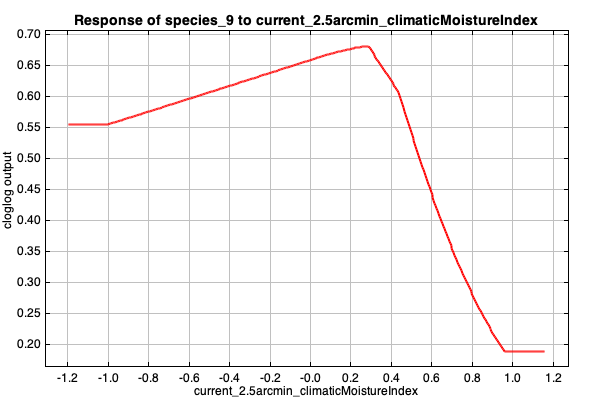 Response of species_9 to current_2.5arcmin_climaticMoistureIndex
cloglog output
0.70
0.65
0.60
0.55
0.50
0.45
0.40
0.35
0.30
0.25
0.20
-1.2 -1.0 -0.8 -0.6 -0.4 -0.2 -0.0 0.2 0.4 0.6 0.8 1.0 1.2
current_2.5arcmin_climaticMoistureIndex